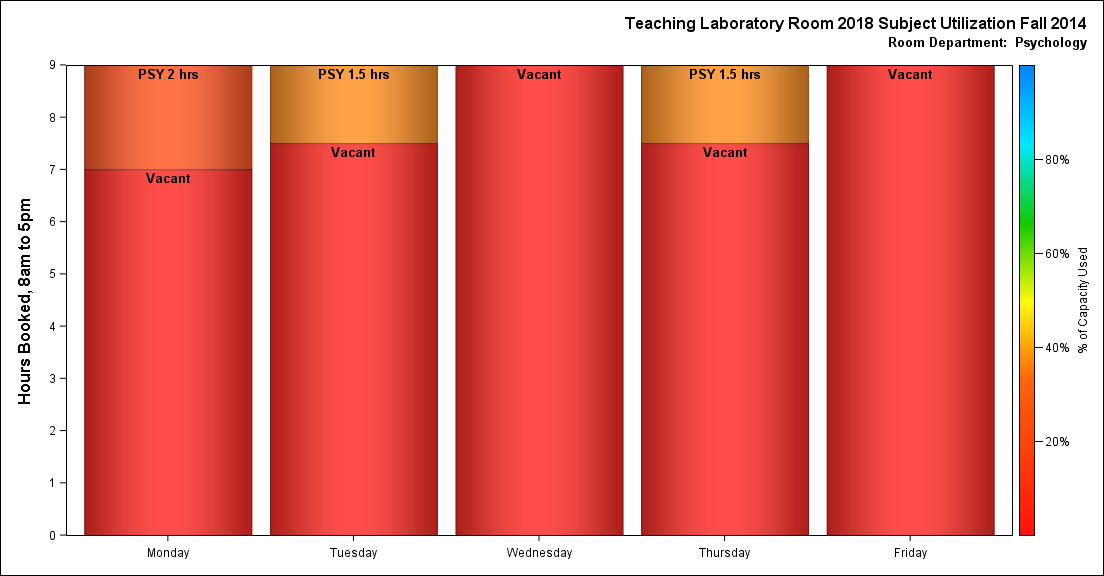 Teaching Laboratory Room 2018 Subject Utilization Fall 2014
Room Department:  Psychology
Hours Booked, 8am to 5pm
9
8
7
6
5
4
3
2
1
0
PSY 2 hrs
Vacant
PSY 1.5 hrs
Vacant
Vacant
PSY 1.5 hrs
Vacant
Vacant
Monday
Tuesday
Wednesday
Thursday
Friday
80%
60%
40%
20%
% of Capacity Used